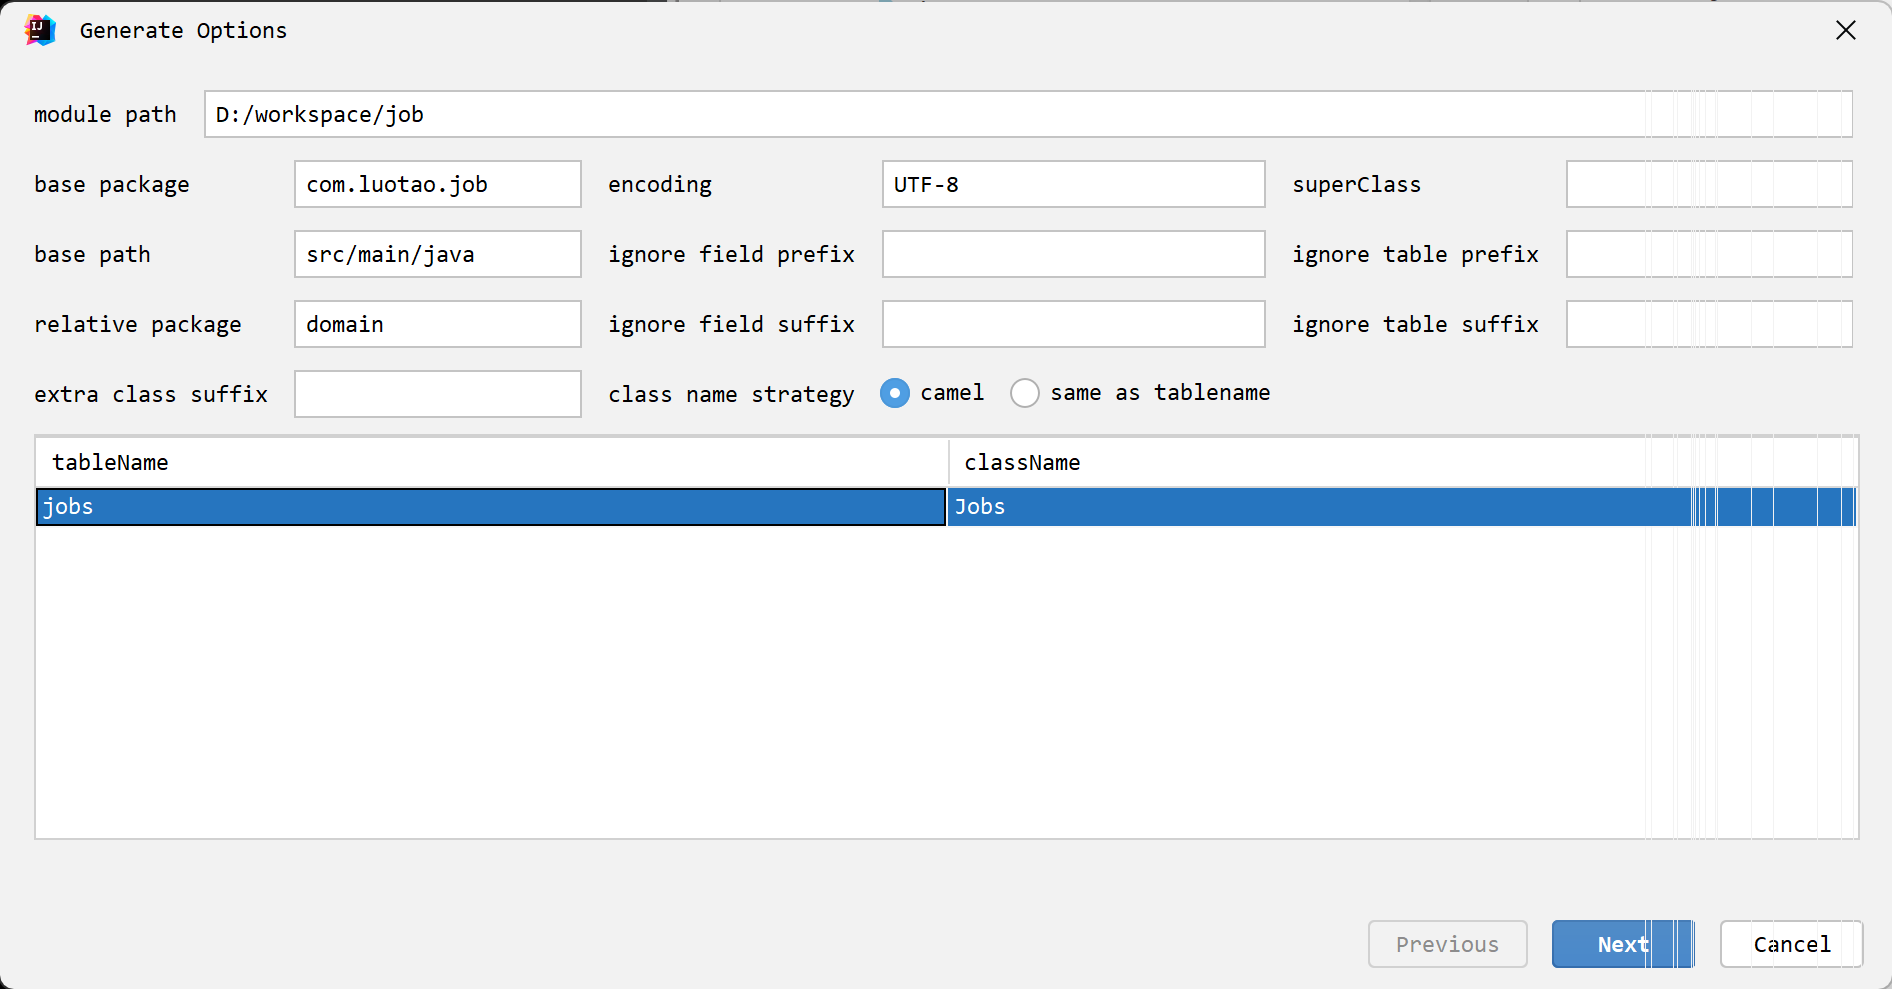 IJ
Generate Options
module path D:/workspace/job
base package com.luotao.job encoding UTF-8 superClass
base path src/main/java ignore field prefix ignore table prefix
relative package domain ignore field suffix ignore table suffix
extra class suffix class name strategy camel same as tablename
tableName className
jobs Jobs
Previous Next Cancel